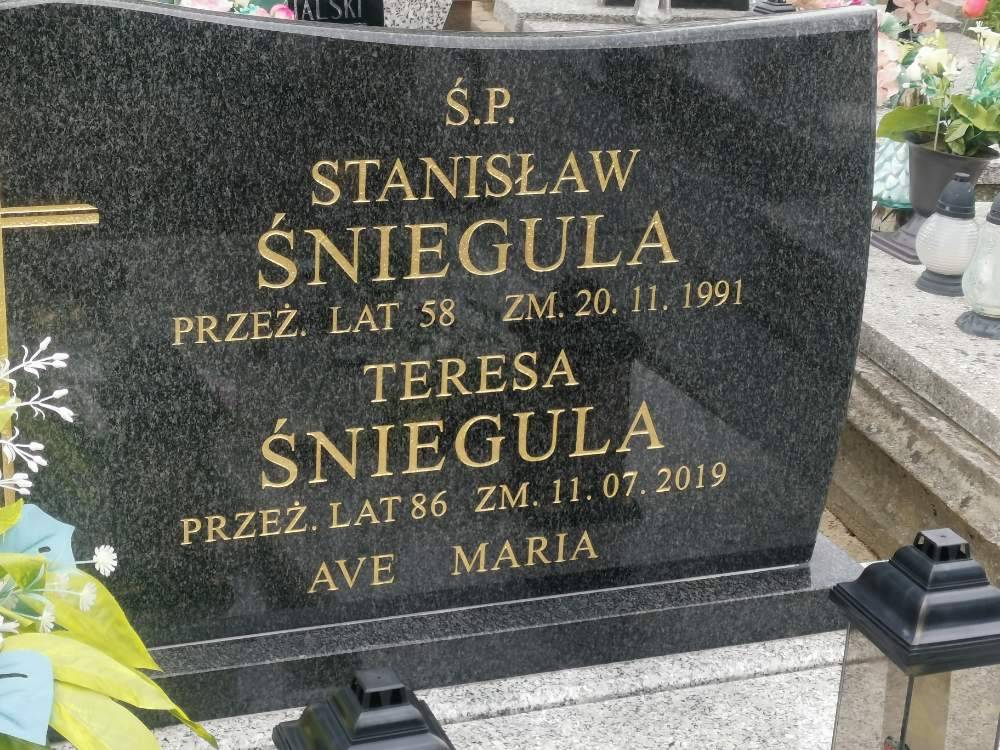 Ś.P.
STANISŁAW
ŚNIEGULA
PRZEŻ. LAT 58 ZM. 20. 11. 1991
TERESA
ŚNIEGULA
PRZEŻ. LAT 86 ZM. 11. 07. 2019
AVE MARIA